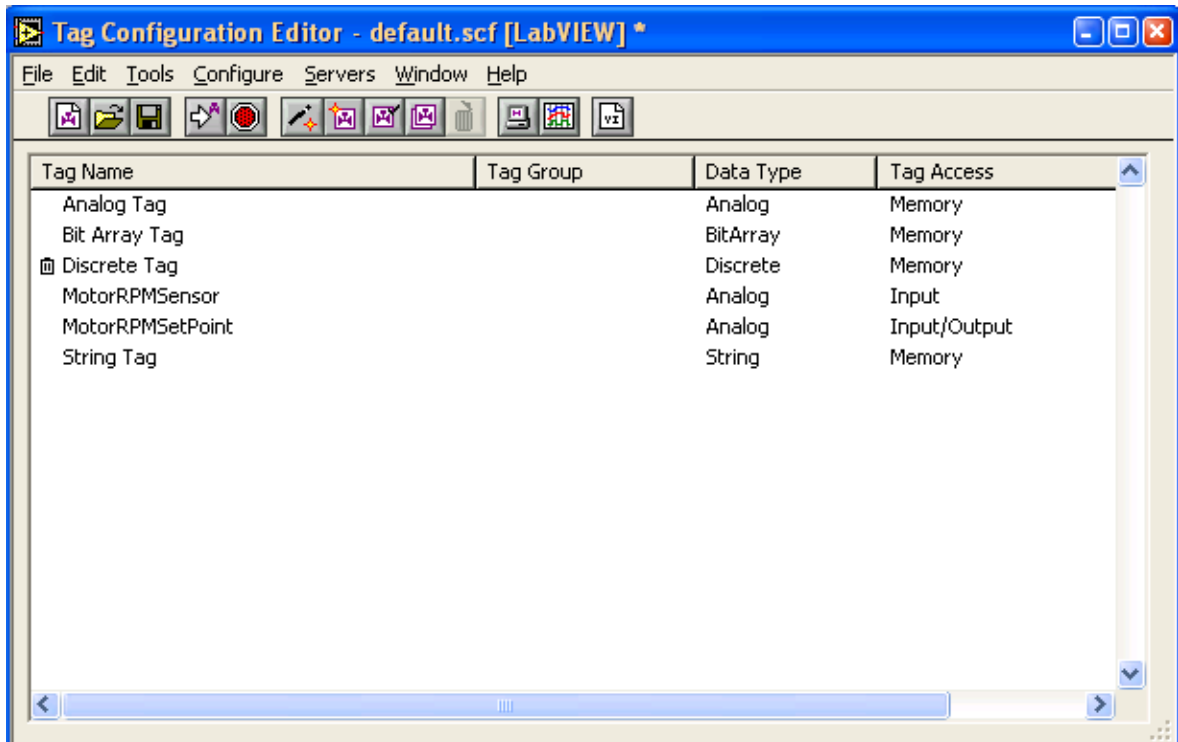 Tag Configuration Editor - default.scf [LabVIEW] *
File Edit Tools Configure Servers Window Help
Tag Name Tag Group Data Type Tag Access
Analog Tag Analog Memory
Bit Array Tag BitArray Memory
Discrete Tag Discrete Memory
MotorRPMSensor Analog Input
MotorRPMSetPoint Analog Input/Output
String Tag String Memory